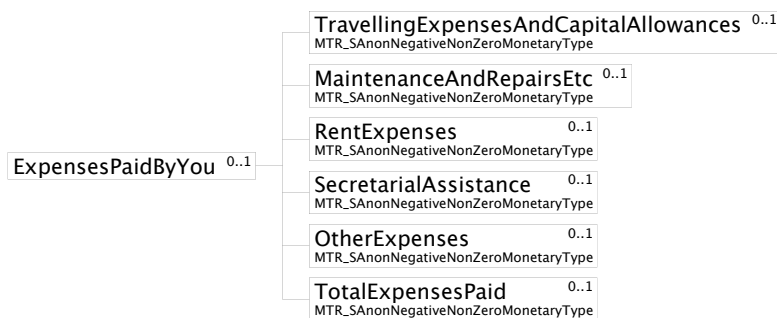 TravellingExpensesAndCapitalAllowances 0..1
MTR_SAnonNegativeNonZeroMonetaryType
MaintenanceAndRepairsEtc 0..1
MTR_SAnonNegativeNonZeroMonetaryType
RentExpenses 0..1
MTR_SAnonNegativeNonZeroMonetaryType
ExpensesPaidByYou 0..1
SecretarialAssistance 0..1
MTR_SAnonNegativeNonZeroMonetaryType
OtherExpenses 0..1
MTR_SAnonNegativeNonZeroMonetaryType
TotalExpensesPaid 0..1
MTR_SAnonNegativeNonZeroMonetaryType